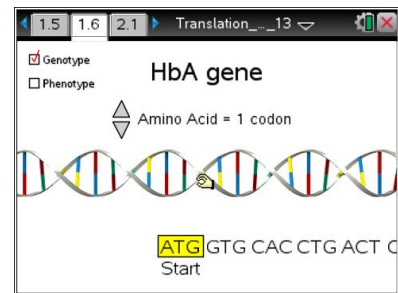 1.5 1.6 2.1 Translation_..._13
Genotype
HbA gene
Phenotype
Amino Acid = 1 codon
ATG GTG CAC CTG ACT C
Start